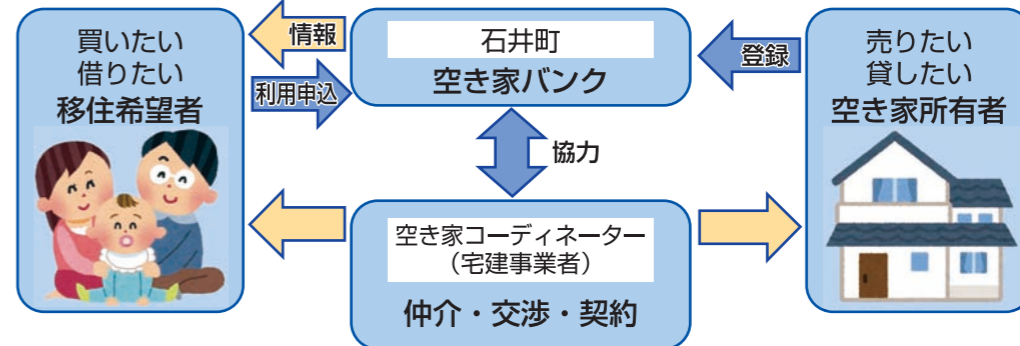 買いたい
借りたい
移住希望者
情報
利用申込
石井町
空き家バンク
登録
売りたい
貸したい
空き家所有者
協力
空き家コーディネーター
（宅建事業者）
仲介・交渉・契約